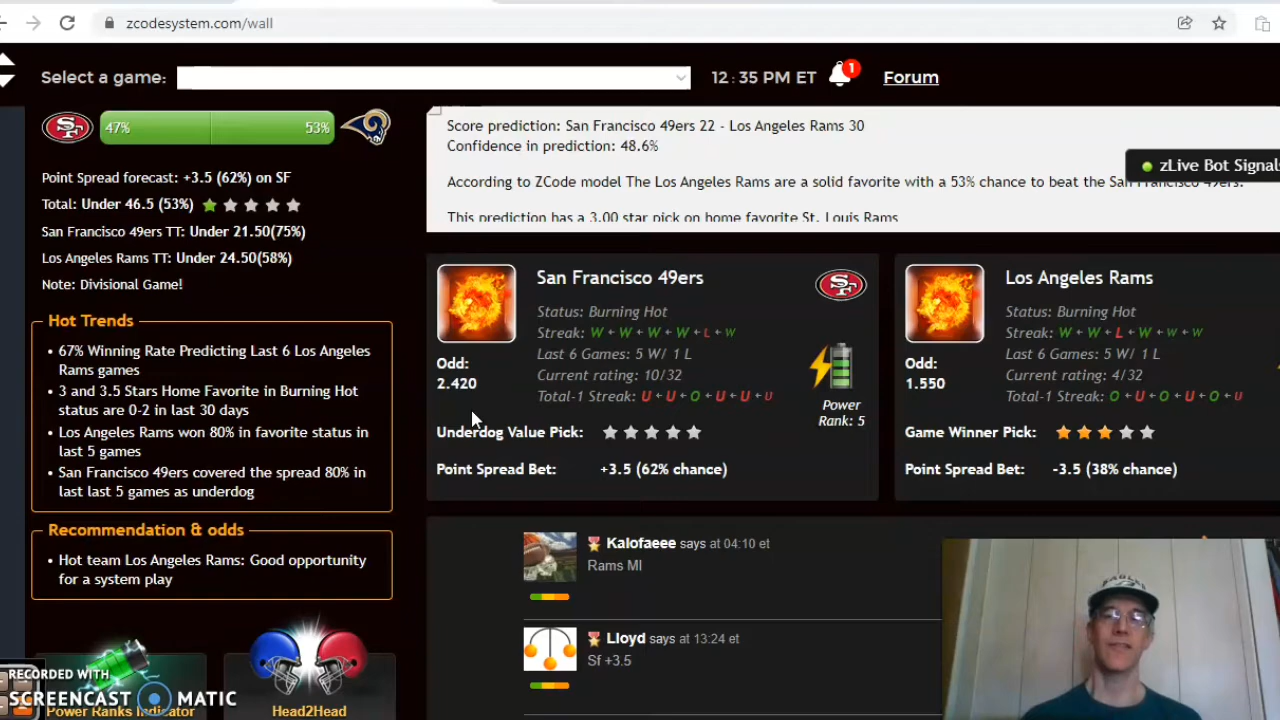 zcodesystem.com/wall
Select a game:
12:35 PM ET
1
Forum
47%
53%
Point Spread forecast: +3.5 (62%) on SF
Total: Under 46.5 (53%)
San Francisco 49ers TT: Under 21.50(75%)
Los Angeles Rams TT: Under 24.50(58%)
Note: Divisional Game!
Hot Trends
• 67% Winning Rate Predicting Last 6 Los Angeles
Rams games
• 3 and 3.5 Stars Home Favorite in Burning Hot
status are 0-2 in last 30 days
• Los Angeles Rams won 80% in favorite status in
last 5 games
• San Francisco 49ers covered the spread 80% in
last last 5 games as underdog
Recommendation & odds
• Hot team Los Angeles Rams: Good opportunity
for a system play
Power Ranks Indicator
Head2Head
RECORDED WITH
SCREENCAST MATIC
Score prediction: San Francisco 49ers 22 - Los Angeles Rams 30
Confidence in prediction: 48.6%
zLive Bot Signals
According to ZCode model The Los Angeles Rams are a solid favorite with a 53% chance to beat the San Francisco 49ers.
This prediction has a 3.00 star pick on home favorite St. Louis Rams
San Francisco 49ers
SF
Status: Burning Hot
Streak: W-W-W-W-L-W
Last 6 Games: 5 W/ 1 L
Odd:
2.420
Current rating: 10/32
Total-1 Streak: U-U-O-U-U-U
Power
Rank: 5
Underdog Value Pick:
Point Spread Bet: +3.5 (62% chance)
Los Angeles Rams
Status: Burning Hot
Streak: W-W-L-W-W-W
Last 6 Games: 5 W/ 1 L
Odd:
1.550
Current rating: 4/32
Total-1 Streak: O-U-O-U-O-U
Game Winner Pick:
Point Spread Bet: -3.5 (38% chance)
Kalofaeee says at 04:10 et
Rams Ml
Lloyd says at 13:24 et
Sf +3.5